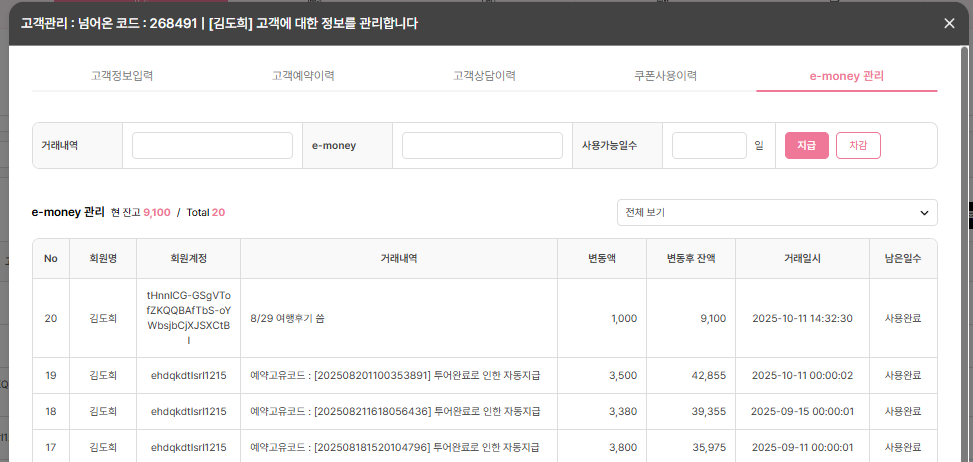 고객관리 : 넘어온 코드 : 268491 | [김도희] 고객에 대한 정보를 관리합니다
고객정보입력 고객예약이력 고객상담이력 쿠폰사용이력 e-money 관리
거래내역 e-money 사용가능일수 일 지급 차감
e-money 관리 현 잔고 9,100 / Total 20 전체 보기
No 회원명 회원계정 거래내역 변동액 변동후 잔액 거래일시 남은일수
20 김도희 tHnnICG-GSgVTo
fZKQQBAfTbS-oY
WbsjbCjXJSXCtB
I
8/29 여행후기 씀 1,000 9,100 2025-10-11 14:32:30 사용완료
19 김도희 ehdqkdtlsrl1215 예약고유코드 : [202508201100353891] 투어완료로 인한 자동지급 3,500 42,855 2025-10-11 00:00:02 사용완료
18 김도희 ehdqkdtlsrl1215 예약고유코드 : [202508211618056436] 투어완료로 인한 자동지급 3,380 39,355 2025-09-15 00:00:01 사용완료
17 김도희 ehdqkdtlsrl1215 예약고유코드 : [202508181520104796] 투어완료로 인한 자동지급 3,800 35,975 2025-09-11 00:00:01 사용완료